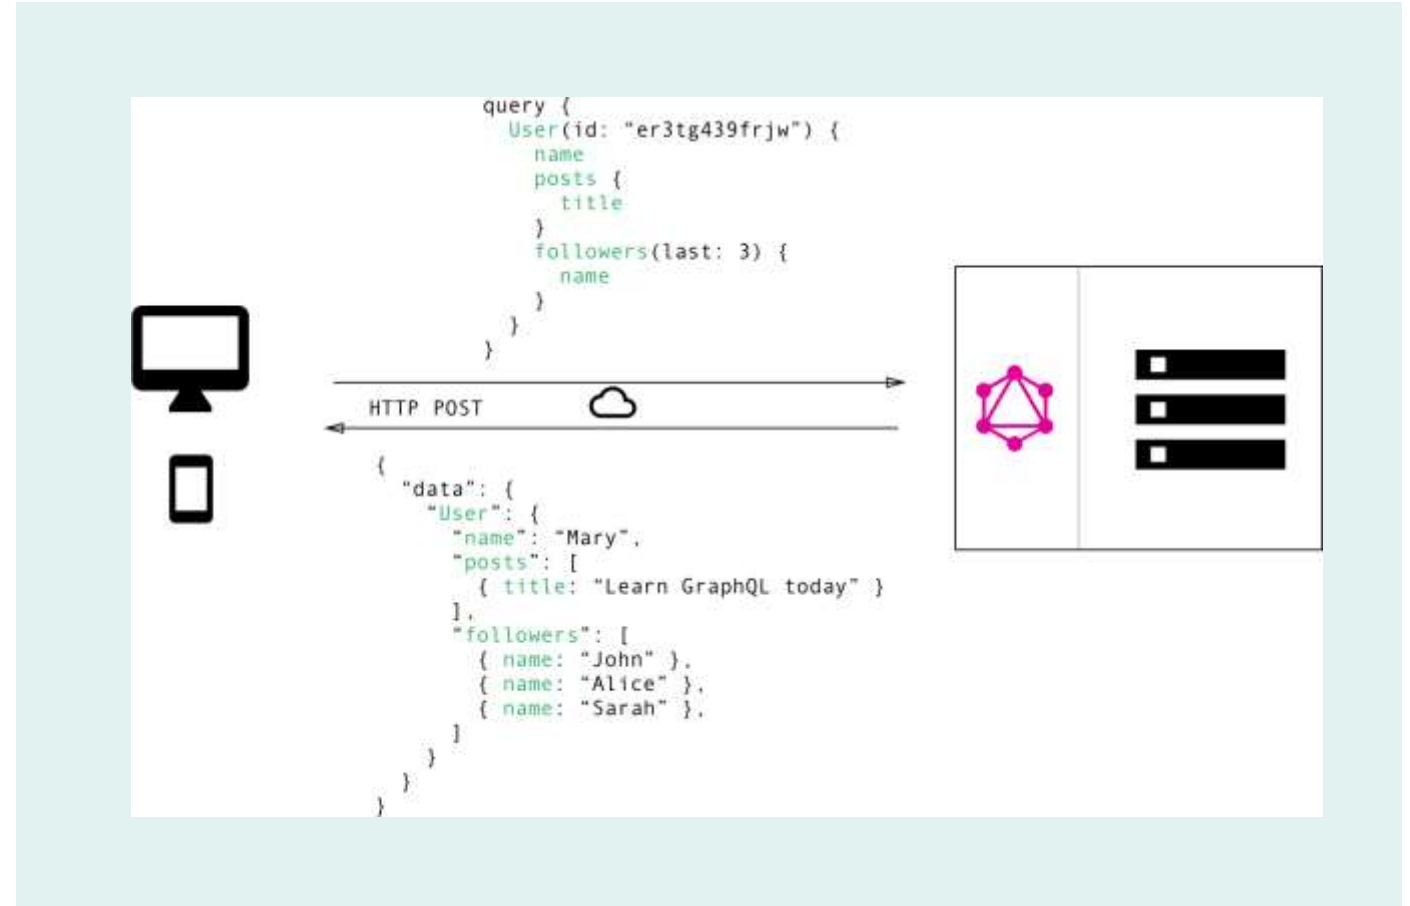 query {
User(id: “er3tg439frjw”) {
name
posts {
title
}
followers(last: 3) {
name
}
}
}
HTTP POST
{
“data”: {
“User”: {
“name”: “Mary”,
“posts”: [
{ title: “Learn GraphQL today” }
],
“followers”: [
{ name: “John” },
{ name: “Alice” },
{ name: “Sarah” },
]
}
}
}